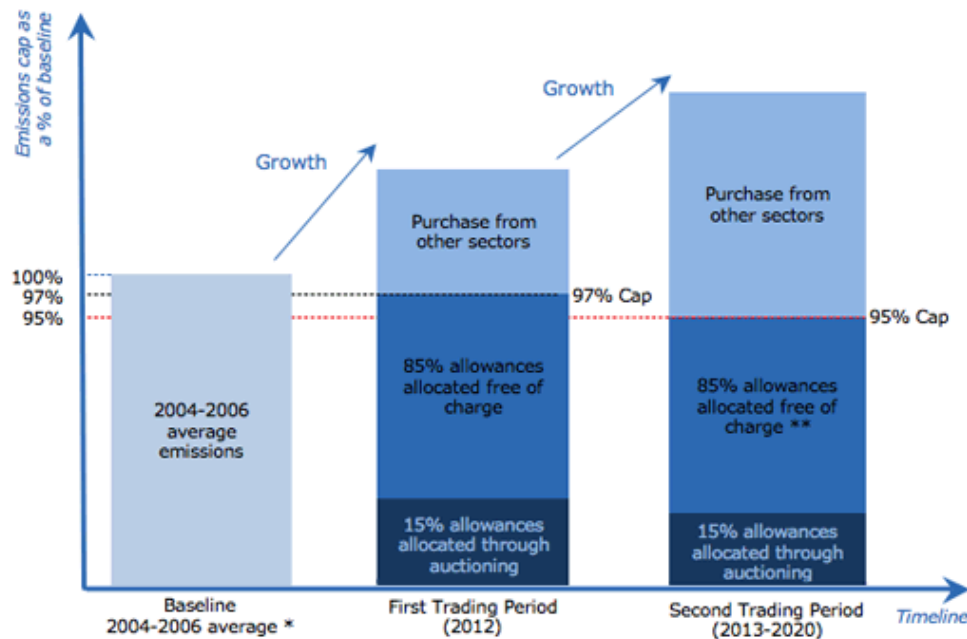 Emissions cap as
a % of baseline
Growth
Growth
Purchase from
other sectors
Purchase from
other sectors
100%
97%
95%
97% Cap
95% Cap
2004-2006
average
emissions
85% allowances
allocated free of
charge
85% allowances
allocated free of
charge **
15% allowances
allocated through
auctioning
15% allowances
allocated through
auctioning
Baseline
2004-2006 average *
First Trading Period
(2012)
Second Trading Period
(2013-2020)
Timeline